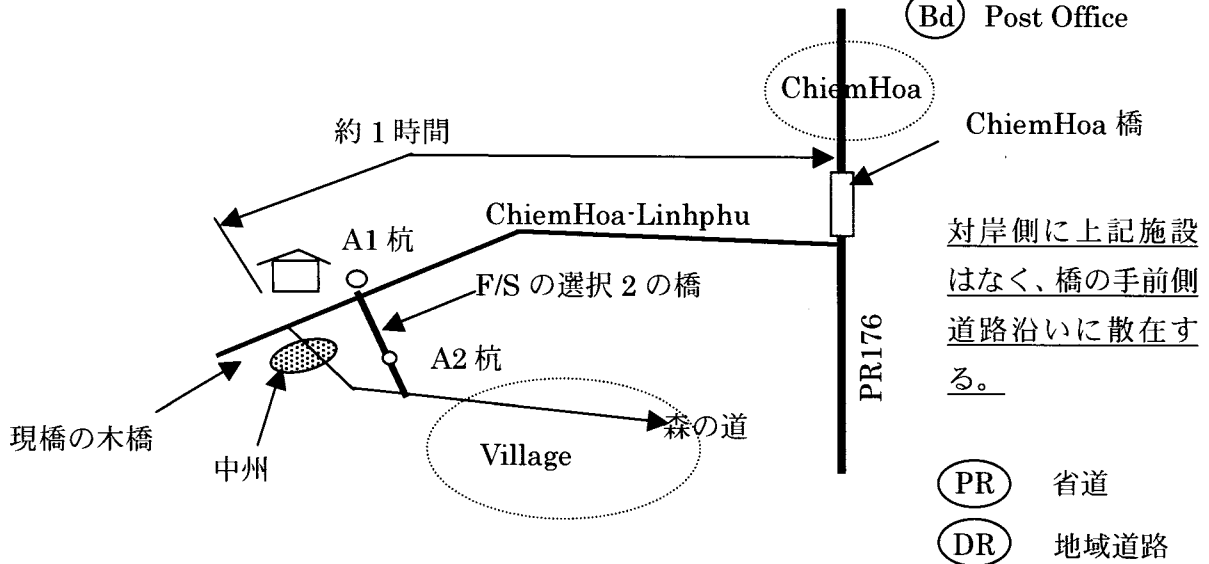 Bd Post Office
ChiemHoa
ChiemHoa 橋
約 1 時間
ChiemHoa-Linhphu
A1 杭
F/S の選択 2 の橋
A2 杭
対岸側に上記施設
はなく、橋の手前側
道路沿いに散在す
る。
PR176
現橋の木橋
中州
森の道
Village
PR 省道
DR 地域道路